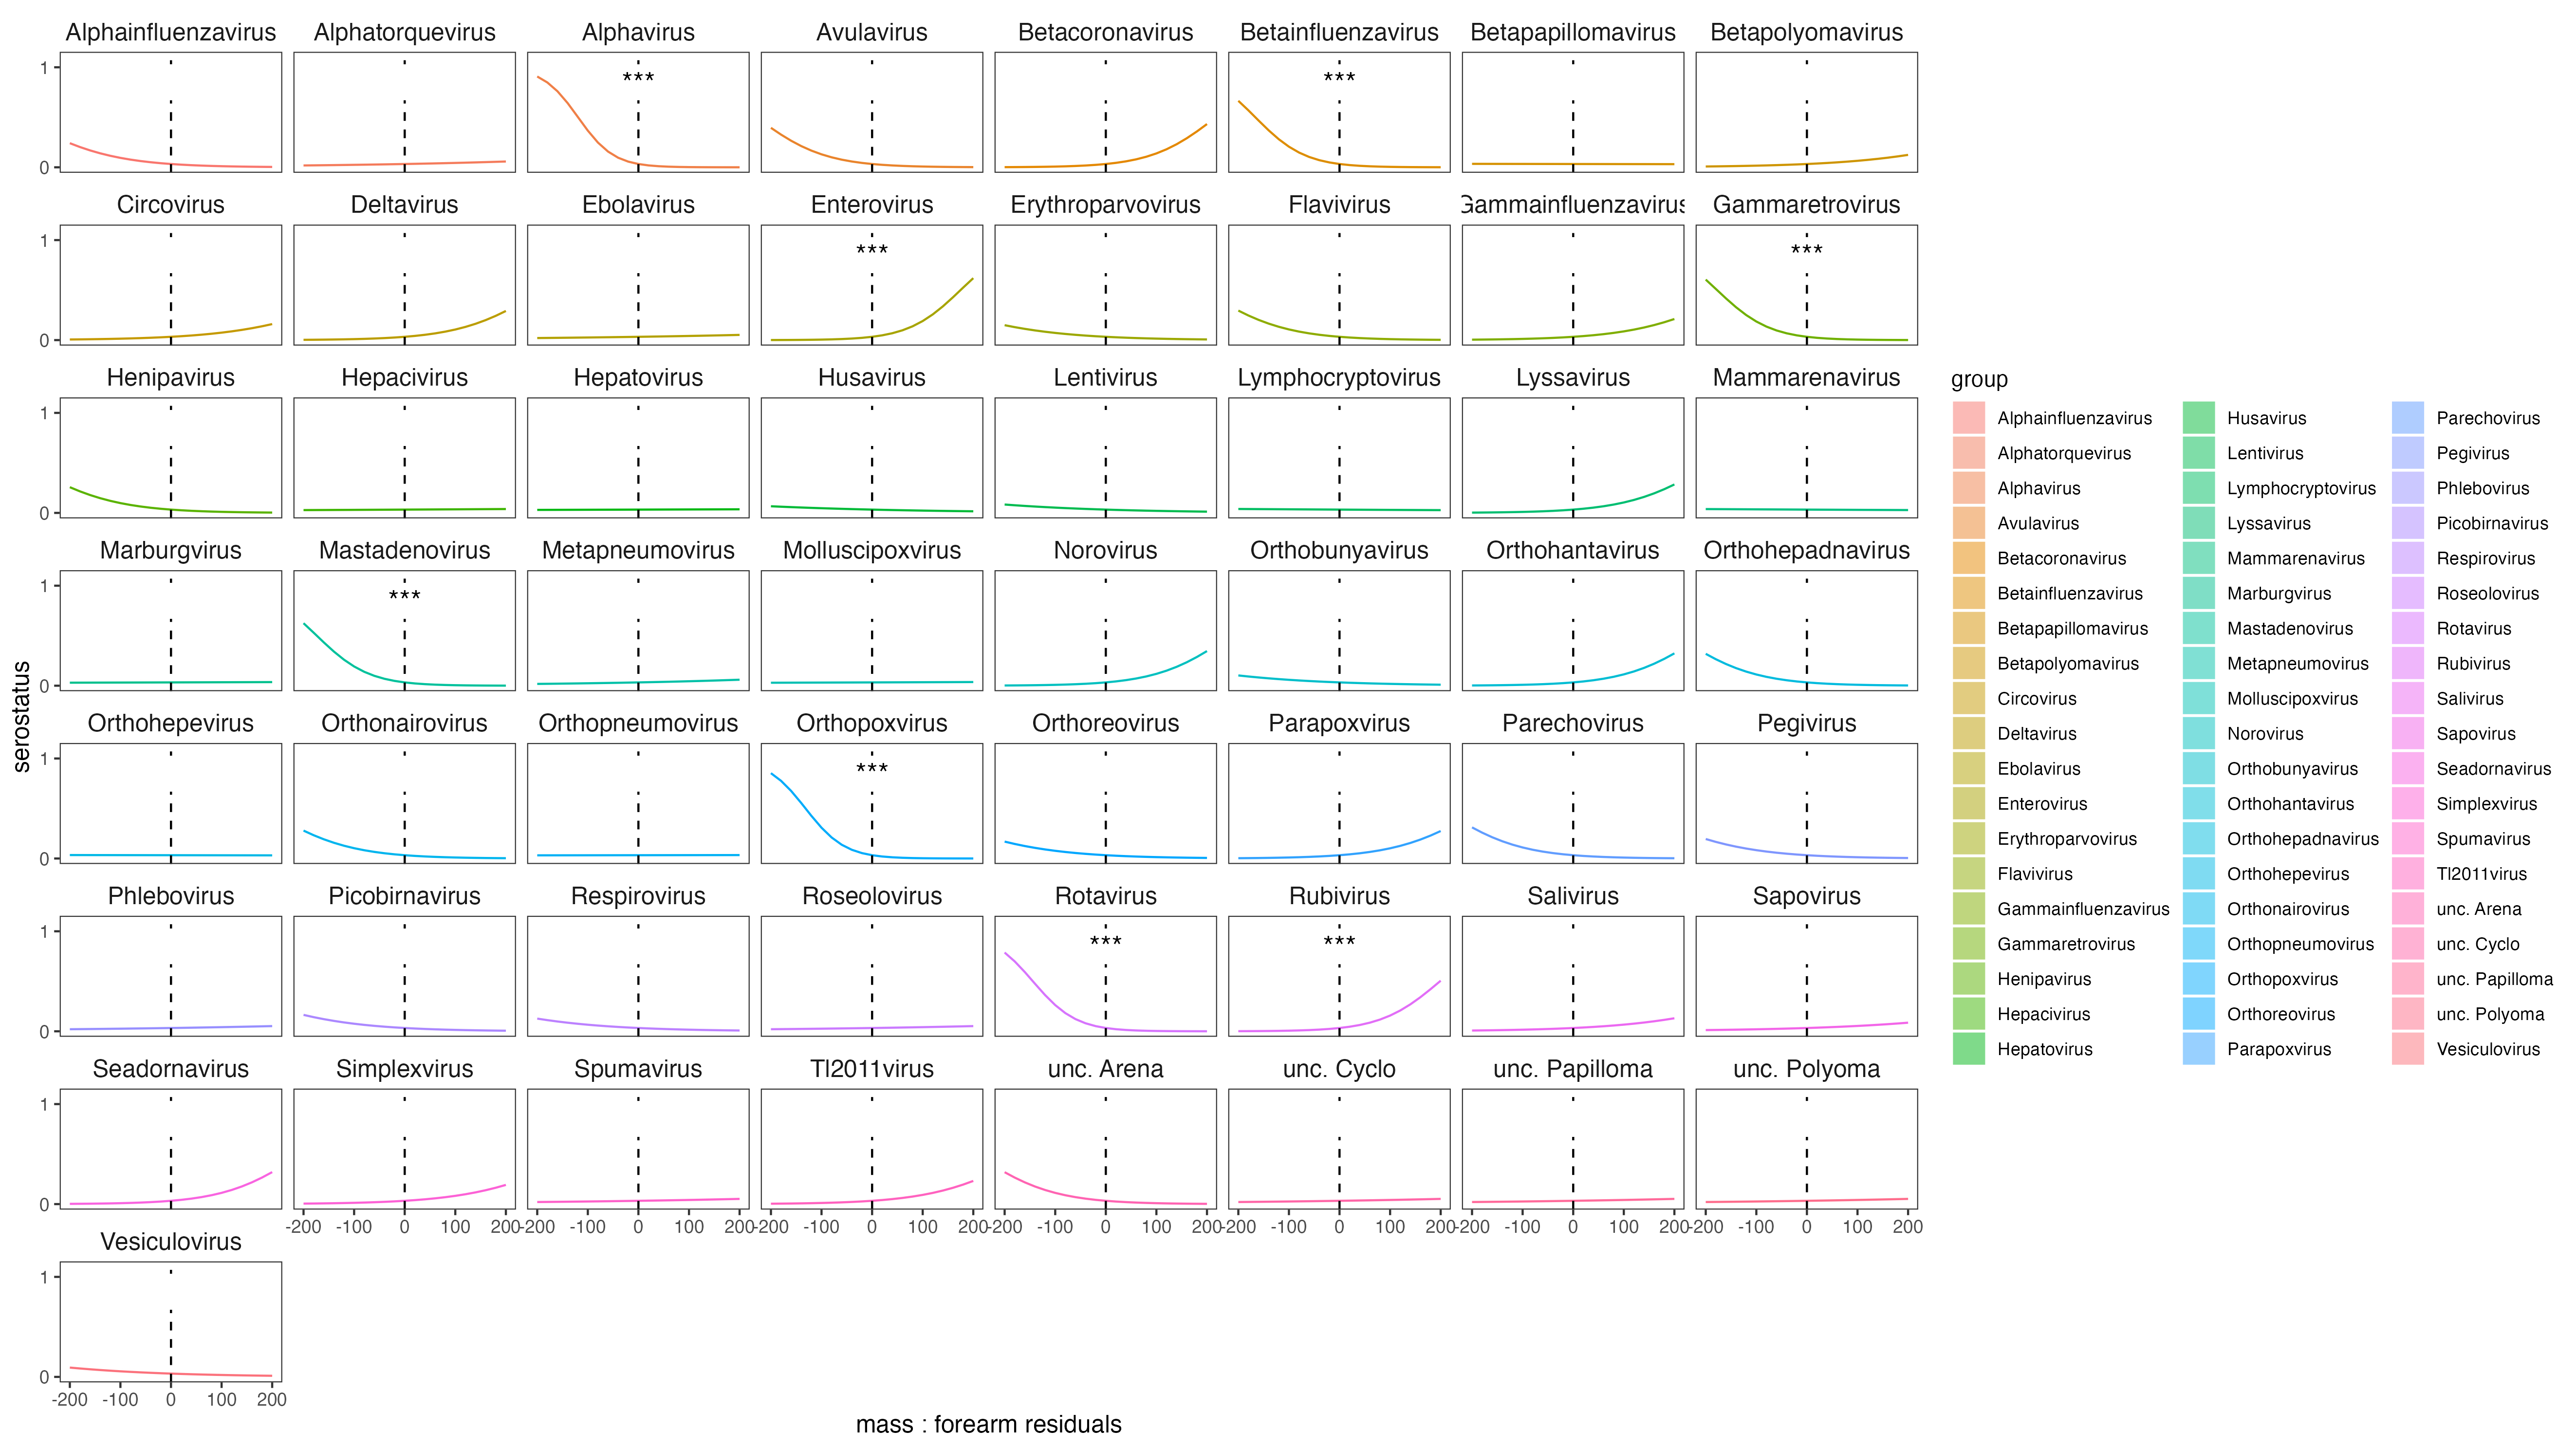 Alphainfluenzavirus Alphatorquevirus Alphavirus Avulavirus Betacoronavirus Betainfluenzavirus Betapapillomavirus Betapolyomavirus
1 *** ***
0
Circovirus Deltavirus Ebolavirus Enterovirus Erythroparvovirus Flavivirus Gammainfluenzavirus Gammaretrovirus
1 *** ***
0
Henipavirus Hepacivirus Hepatovirus Husavirus Lentivirus Lymphocryptovirus Lyssavirus Mammarenavirus
1
0
Marburgvirus Mastadenovirus Metapneumovirus Molluscipoxvirus Norovirus Orthobunyavirus Orthohantavirus Orthohepadnavirus
1 ***
0
Orthohepevirus Orthonairovirus Orthopneumovirus Orthopoxvirus Orthoreovirus Parapoxvirus Parechovirus Pegivirus
1 ***
0
Phlebovirus Picobirnavirus Respirovirus Roseolovirus Rotavirus Rubivirus Salivirus Sapovirus
1 *** ***
0
Seadornavirus Simplexvirus Spumavirus Tl2011virus unc. Arena unc. Cyclo unc. Papilloma unc. Polyoma
1
0
-200 -100 0 100 200 -200 -100 0 100 200 -200 -100 0 100 200 -200 -100 0 100 200 -200 -100 0 100 200 -200 -100 0 100 200 -200 -100 0 100 200
Vesiculovirus
1
0
-200 -100 0 100 200
mass : forearm residuals
serostatus
group
Alphainfluenzavirus Husavirus Parechovirus
Alphatorquevirus Lentivirus Pegivirus
Alphavirus Lymphocryptovirus Phlebovirus
Avulavirus Lyssavirus Picobirnavirus
Betacoronavirus Mammarenavirus Respirovirus
Betainfluenzavirus Marburgvirus Roseolovirus
Betapapillomavirus Mastadenovirus Rotavirus
Betapolyomavirus Metapneumovirus Rubivirus
Circovirus Molluscipoxvirus Salivirus
Deltavirus Norovirus Sapovirus
Ebolavirus Orthobunyavirus Seadornavirus
Enterovirus Orthohantavirus Simplexvirus
Erythroparvovirus Orthohepadnavirus Spumavirus
Flavivirus Orthohepevirus Tl2011virus
Gammainfluenzavirus Orthonairovirus unc. Arena
Gammaretrovirus Orthopneumovirus unc. Cyclo
Henipavirus Orthopoxvirus unc. Papilloma
Hepacivirus Orthoreovirus unc. Polyoma
Hepatovirus Parapoxvirus Vesiculovirus